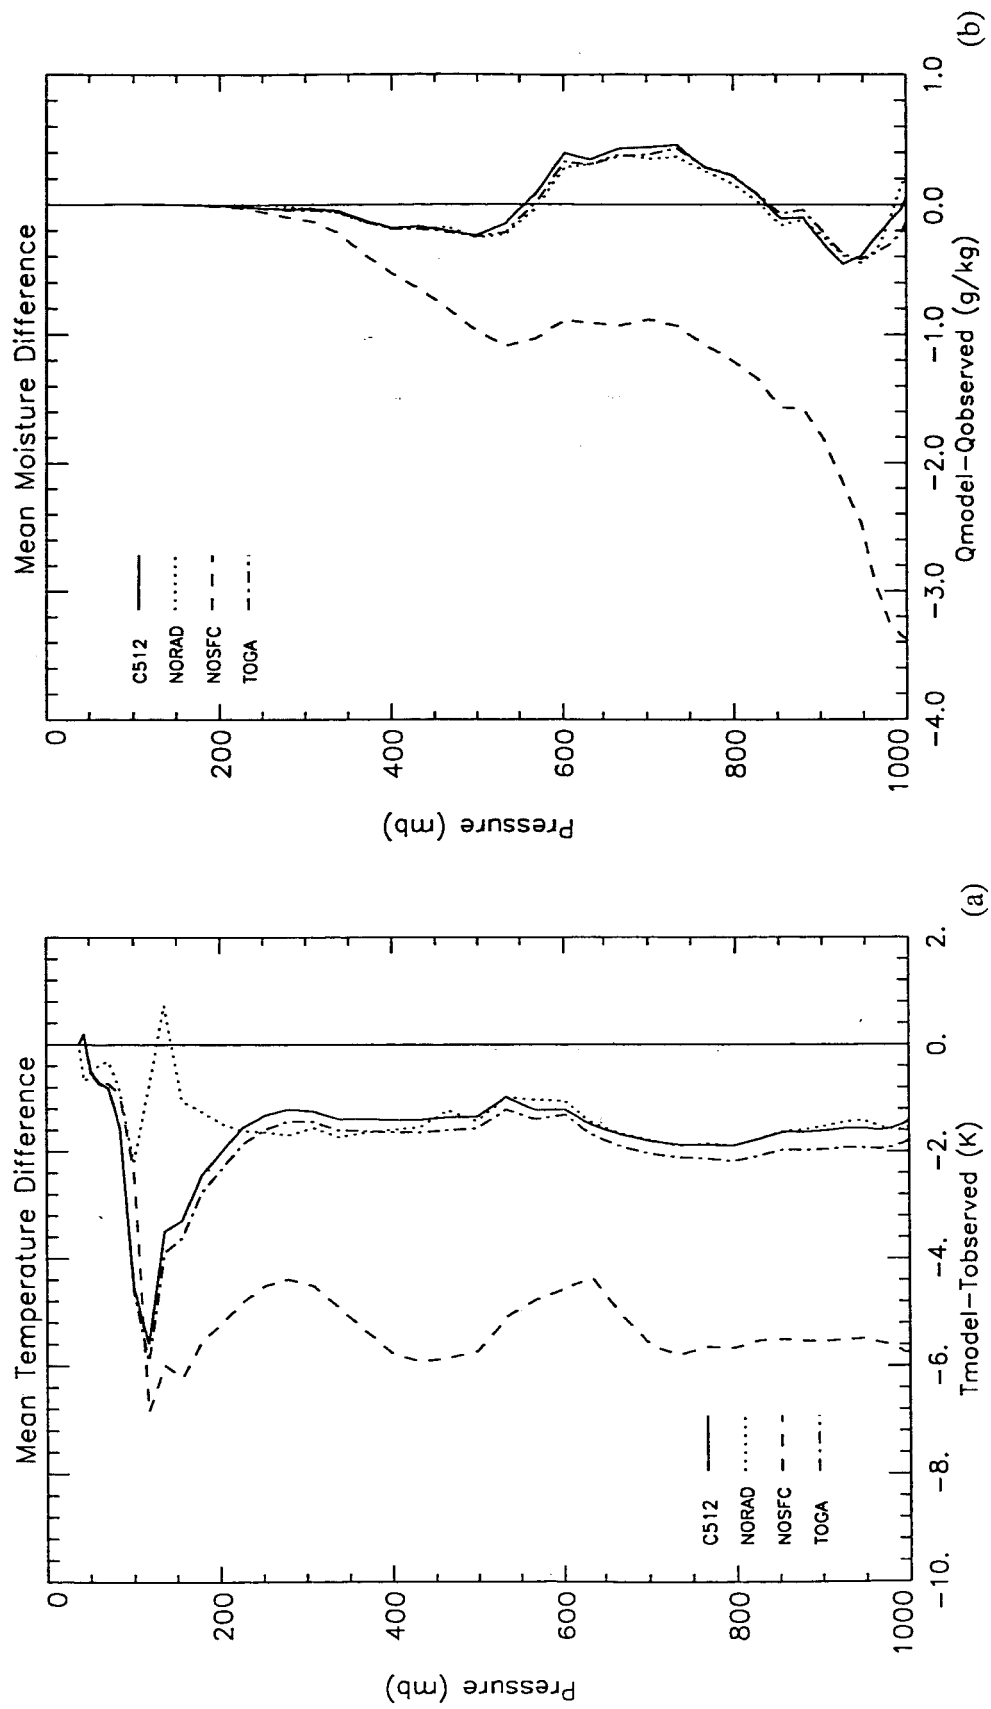 Mean Temperature Difference
0
200
400
600
800
1000
Pressure (mb)
C512
NORAD
NOSFC
TOGA
−10.
−8.
−6.
−4.
−2.
0.
2.
Tmodel−Tobserved (K)
(a)
Mean Moisture Difference
0
200
400
600
800
1000
Pressure (mb)
C512
NORAD
NOSFC
TOGA
−4.0
−3.0
−2.0
−1.0
0.0
1.0
Qmodel−Qobserved (g/kg)
(b)